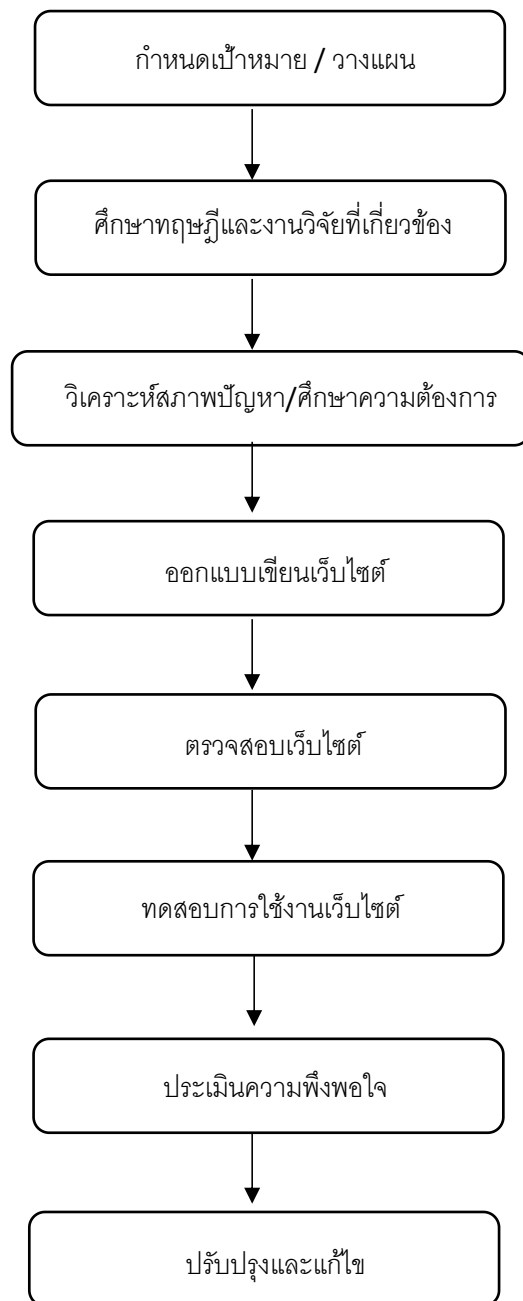 กำหนดเป้าหมาย / วางแผน
ศึกษาทฤษฎีและงานวิจัยที่เกี่ยวข้อง
วิเคราะห์สภาพปัญหา/ศึกษาความต้องการ
ออกแบบเขียนเว็บไซต์
ตรวจสอบเว็บไซต์
ทดสอบการใช้งานเว็บไซต์
ประเมินความพึงพอใจ
ปรับปรุงและแก้ไข